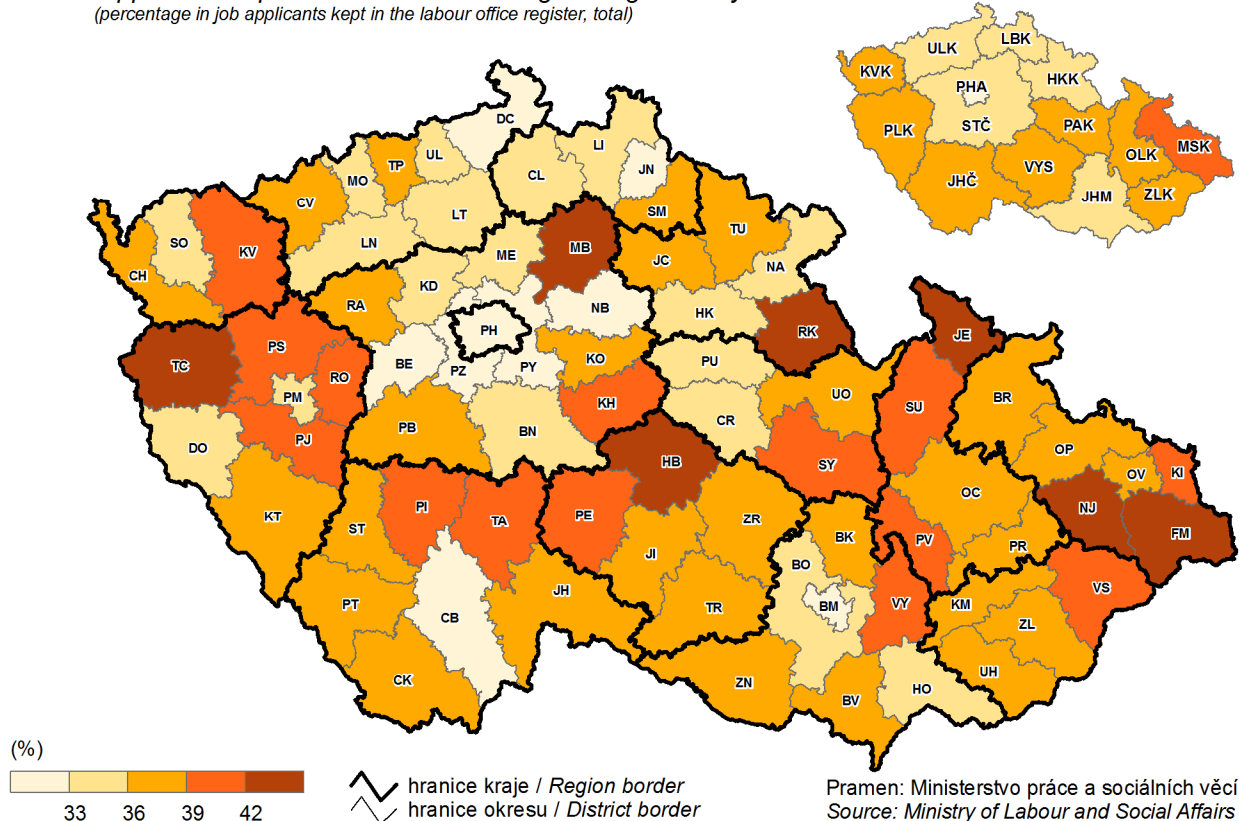 (percentage in job applicants kept in the labour office register, total)
ULK
LBK
KVK
PHA
HKK
STČ
PLK
PAK
MSK
OLK
VYS
JHČ
JHM
ZLK
DC
LI
UL
TP
MO
CL
JN
CV
LT
SM
SO
KV
LN
TU
MB
ME
JC
NA
CH
KD
RA
NB
HK
RK
PH
JE
PS
KO
BE
PY
PU
TC
PZ
RO
PM
UO
BR
KH
SU
CR
PB
BN
PJ
DO
OP
HB
SY
KI
OV
OC
PI
NJ
KT
ST
TA
PE
ZR
FM
BK
PV
PR
JI
BO
VS
JH
PT
TR
BM
VY
KM
CB
ZL
UH
CK
ZN
HO
BV
(%)
33 36 39 42
hranice kraje / Region border
hranice okresu / District border
Pramen: Ministerstvo práce a sociálních věcí
Source: Ministry of Labour and Social Affairs